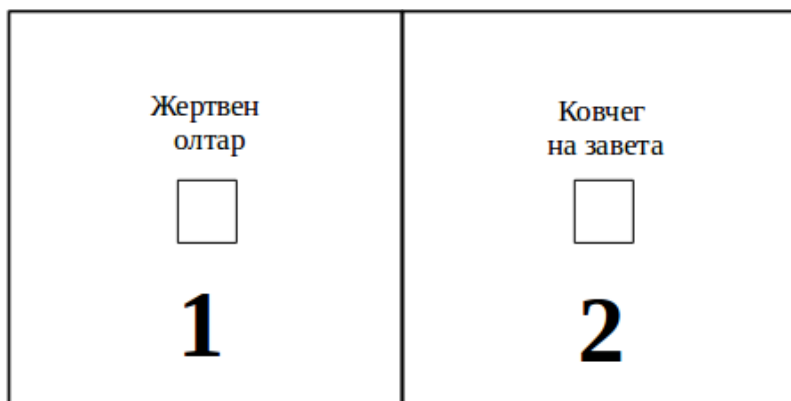 Жертвен
олтар
1
Ковчег
на завета
2